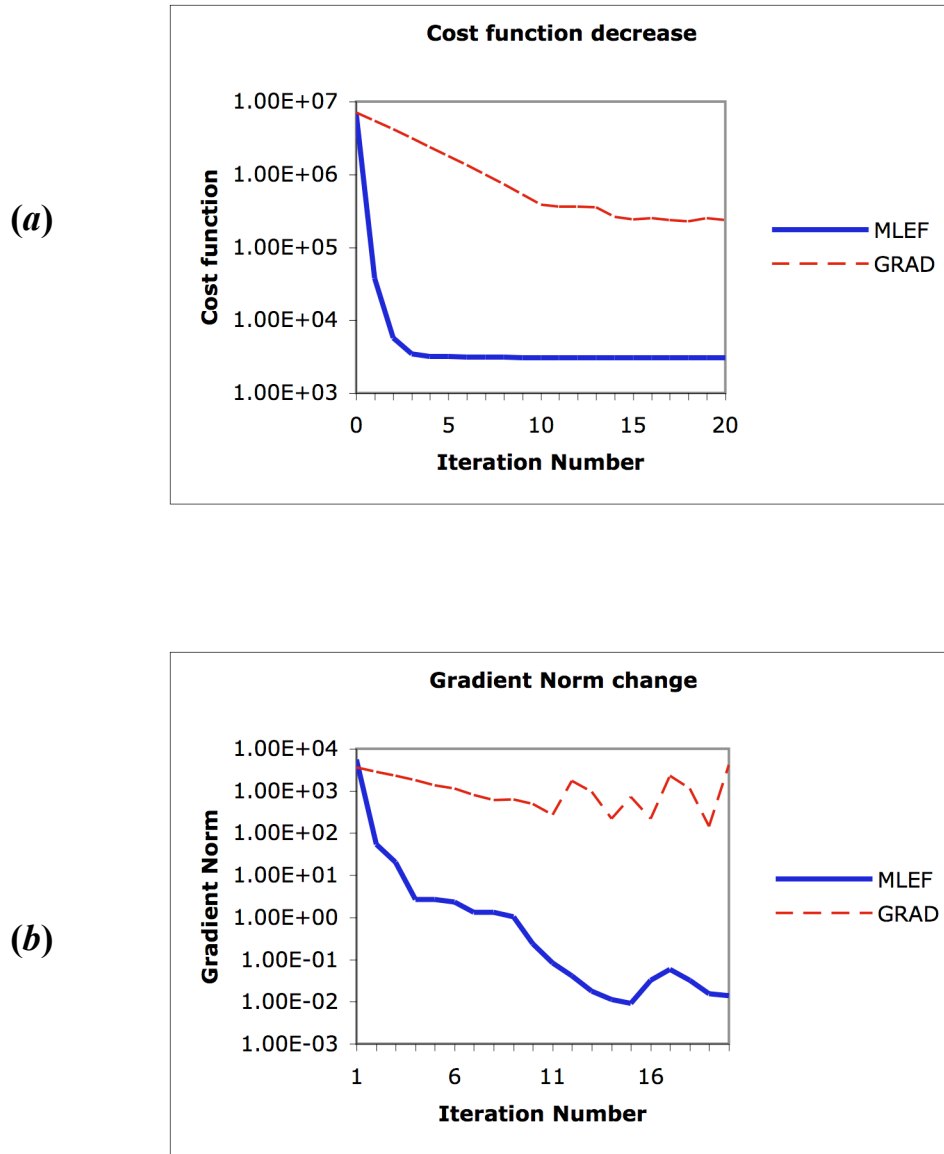 Cost function decrease
1.00E+07
1.00E+06
1.00E+05
1.00E+04
1.00E+03
Cost function
0 5 10 15 20
Iteration Number
MLEF
GRAD
(a)
Gradient Norm change
1.00E+04
1.00E+03
1.00E+02
1.00E+01
1.00E+00
1.00E-01
1.00E-02
1.00E-03
Gradient Norm
1 6 11 16
Iteration Number
MLEF
GRAD
(b)